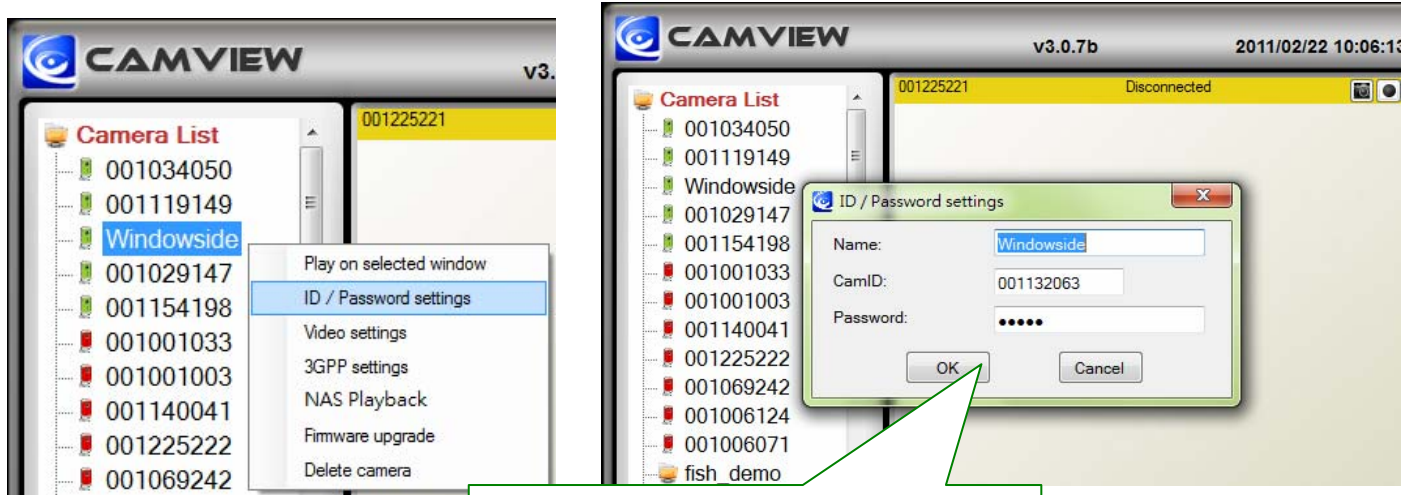 CAMVIEW
v3.
Camera List
001034050
001119149
Windowside
001029147
001154198
001001033
001001003
001140041
001225222
001069242
001225221
Play on selected window
ID / Password settings
Video settings
3GPP settings
NAS Playback
Firmware upgrade
Delete camera
CAMVIEW
v3.0.7b
2011/02/22 10:06:13
Camera List
001034050
001119149
Windowside
001029147
001154198
001001033
001001003
001140041
001225222
001069242
001006124
001006071
fish_demo
001225221 Disconnected
ID / Password settings
Name: Windowside
CamID: 001132063
Password: •••••
OK Cancel